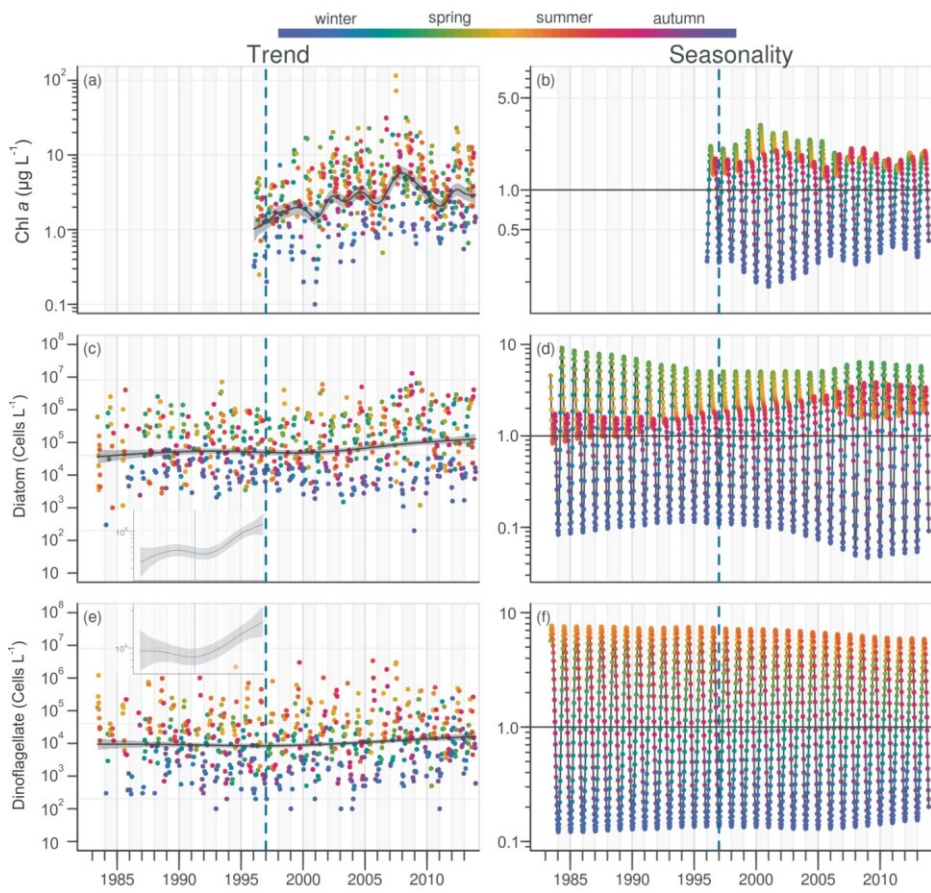 winter spring summer autumn
Trend Seasonality
(a) (b)
Chl a (µg L⁻¹)
10² 10 1.0 0.1
5.0 1.0 0.5
(c) (d)
Diatom (Cells L⁻¹)
10⁸ 10⁷ 10⁶ 10⁵ 10⁴ 10³ 10² 10
10 1.0 0.1
(e) (f)
Dinoflagellate (Cells L⁻¹)
10⁸ 10⁷ 10⁶ 10⁵ 10⁴ 10³ 10² 10
10⁴
10 1.0 0.1
1985 1990 1995 2000 2005 2010 1985 1990 1995 2000 2005 2010